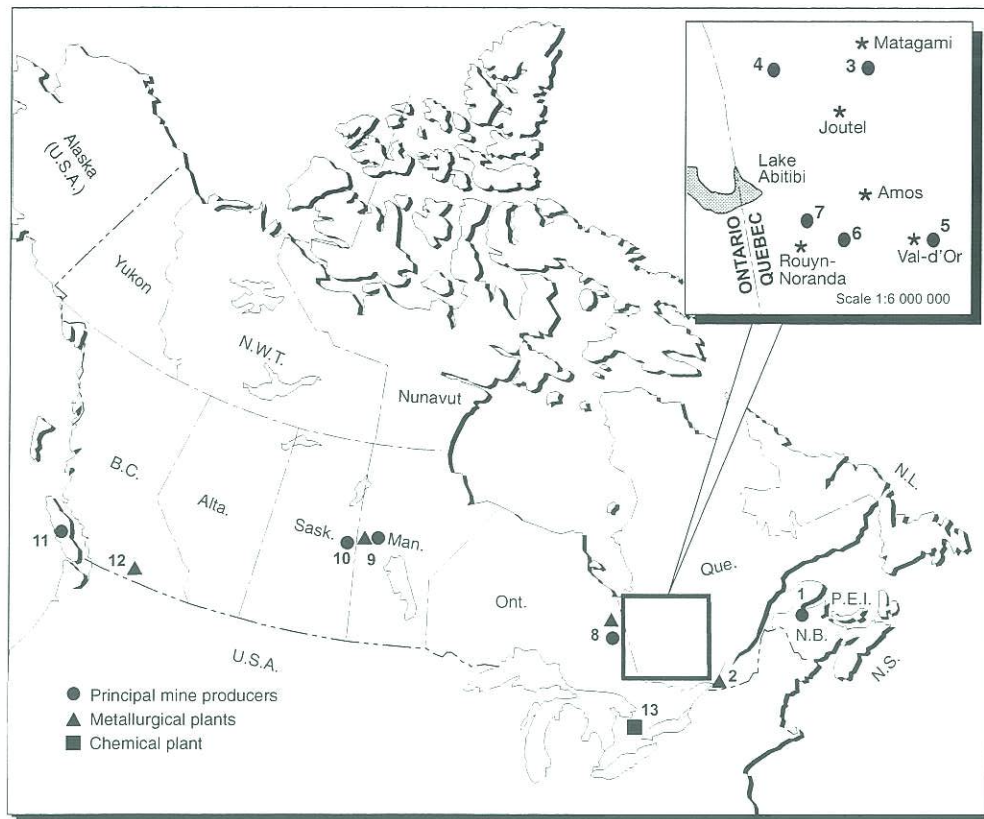 Alaska
(U.S.A.)
Yukon
N.W.T.
Nunavut
B.C.
Alta.
Sask.
Man.
Ont.
Que.
N.L.
P.E.I.
N.B.
N.S.
U.S.A.
11
12
10
9
8
2
1
13
4
3
Matagami
Joutel
Lake
Abitibi
Amos
7
6
5
ONTARIO
QUEBEC
Rouyn-
Noranda
Val-d'Or
Scale 1:6 000 000
Principal mine producers
Metallurgical plants
Chemical plant